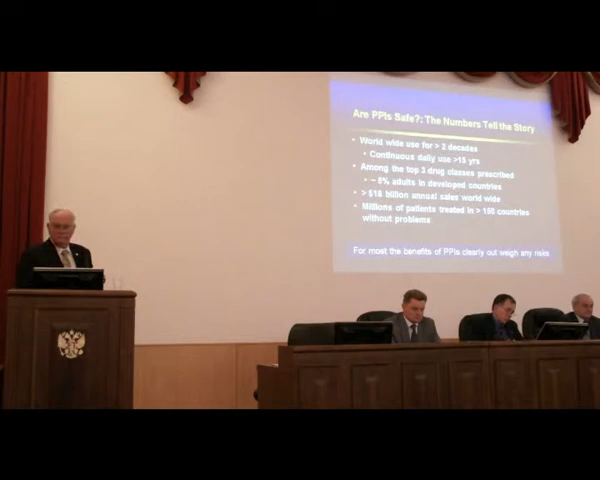 Are PPIs Safe?: The Numbers Tell the Story
• World wide use for > 2 decades
• Continuous daily use >15 yrs
• Among the top 3 drug classes prescribed
• ~ 5% adults in developed countries
• > $18 billion annual sales world wide
• Millions of patients treated in > 150 countries
without problems
For most the benefits of PPIs clearly out weigh any risks